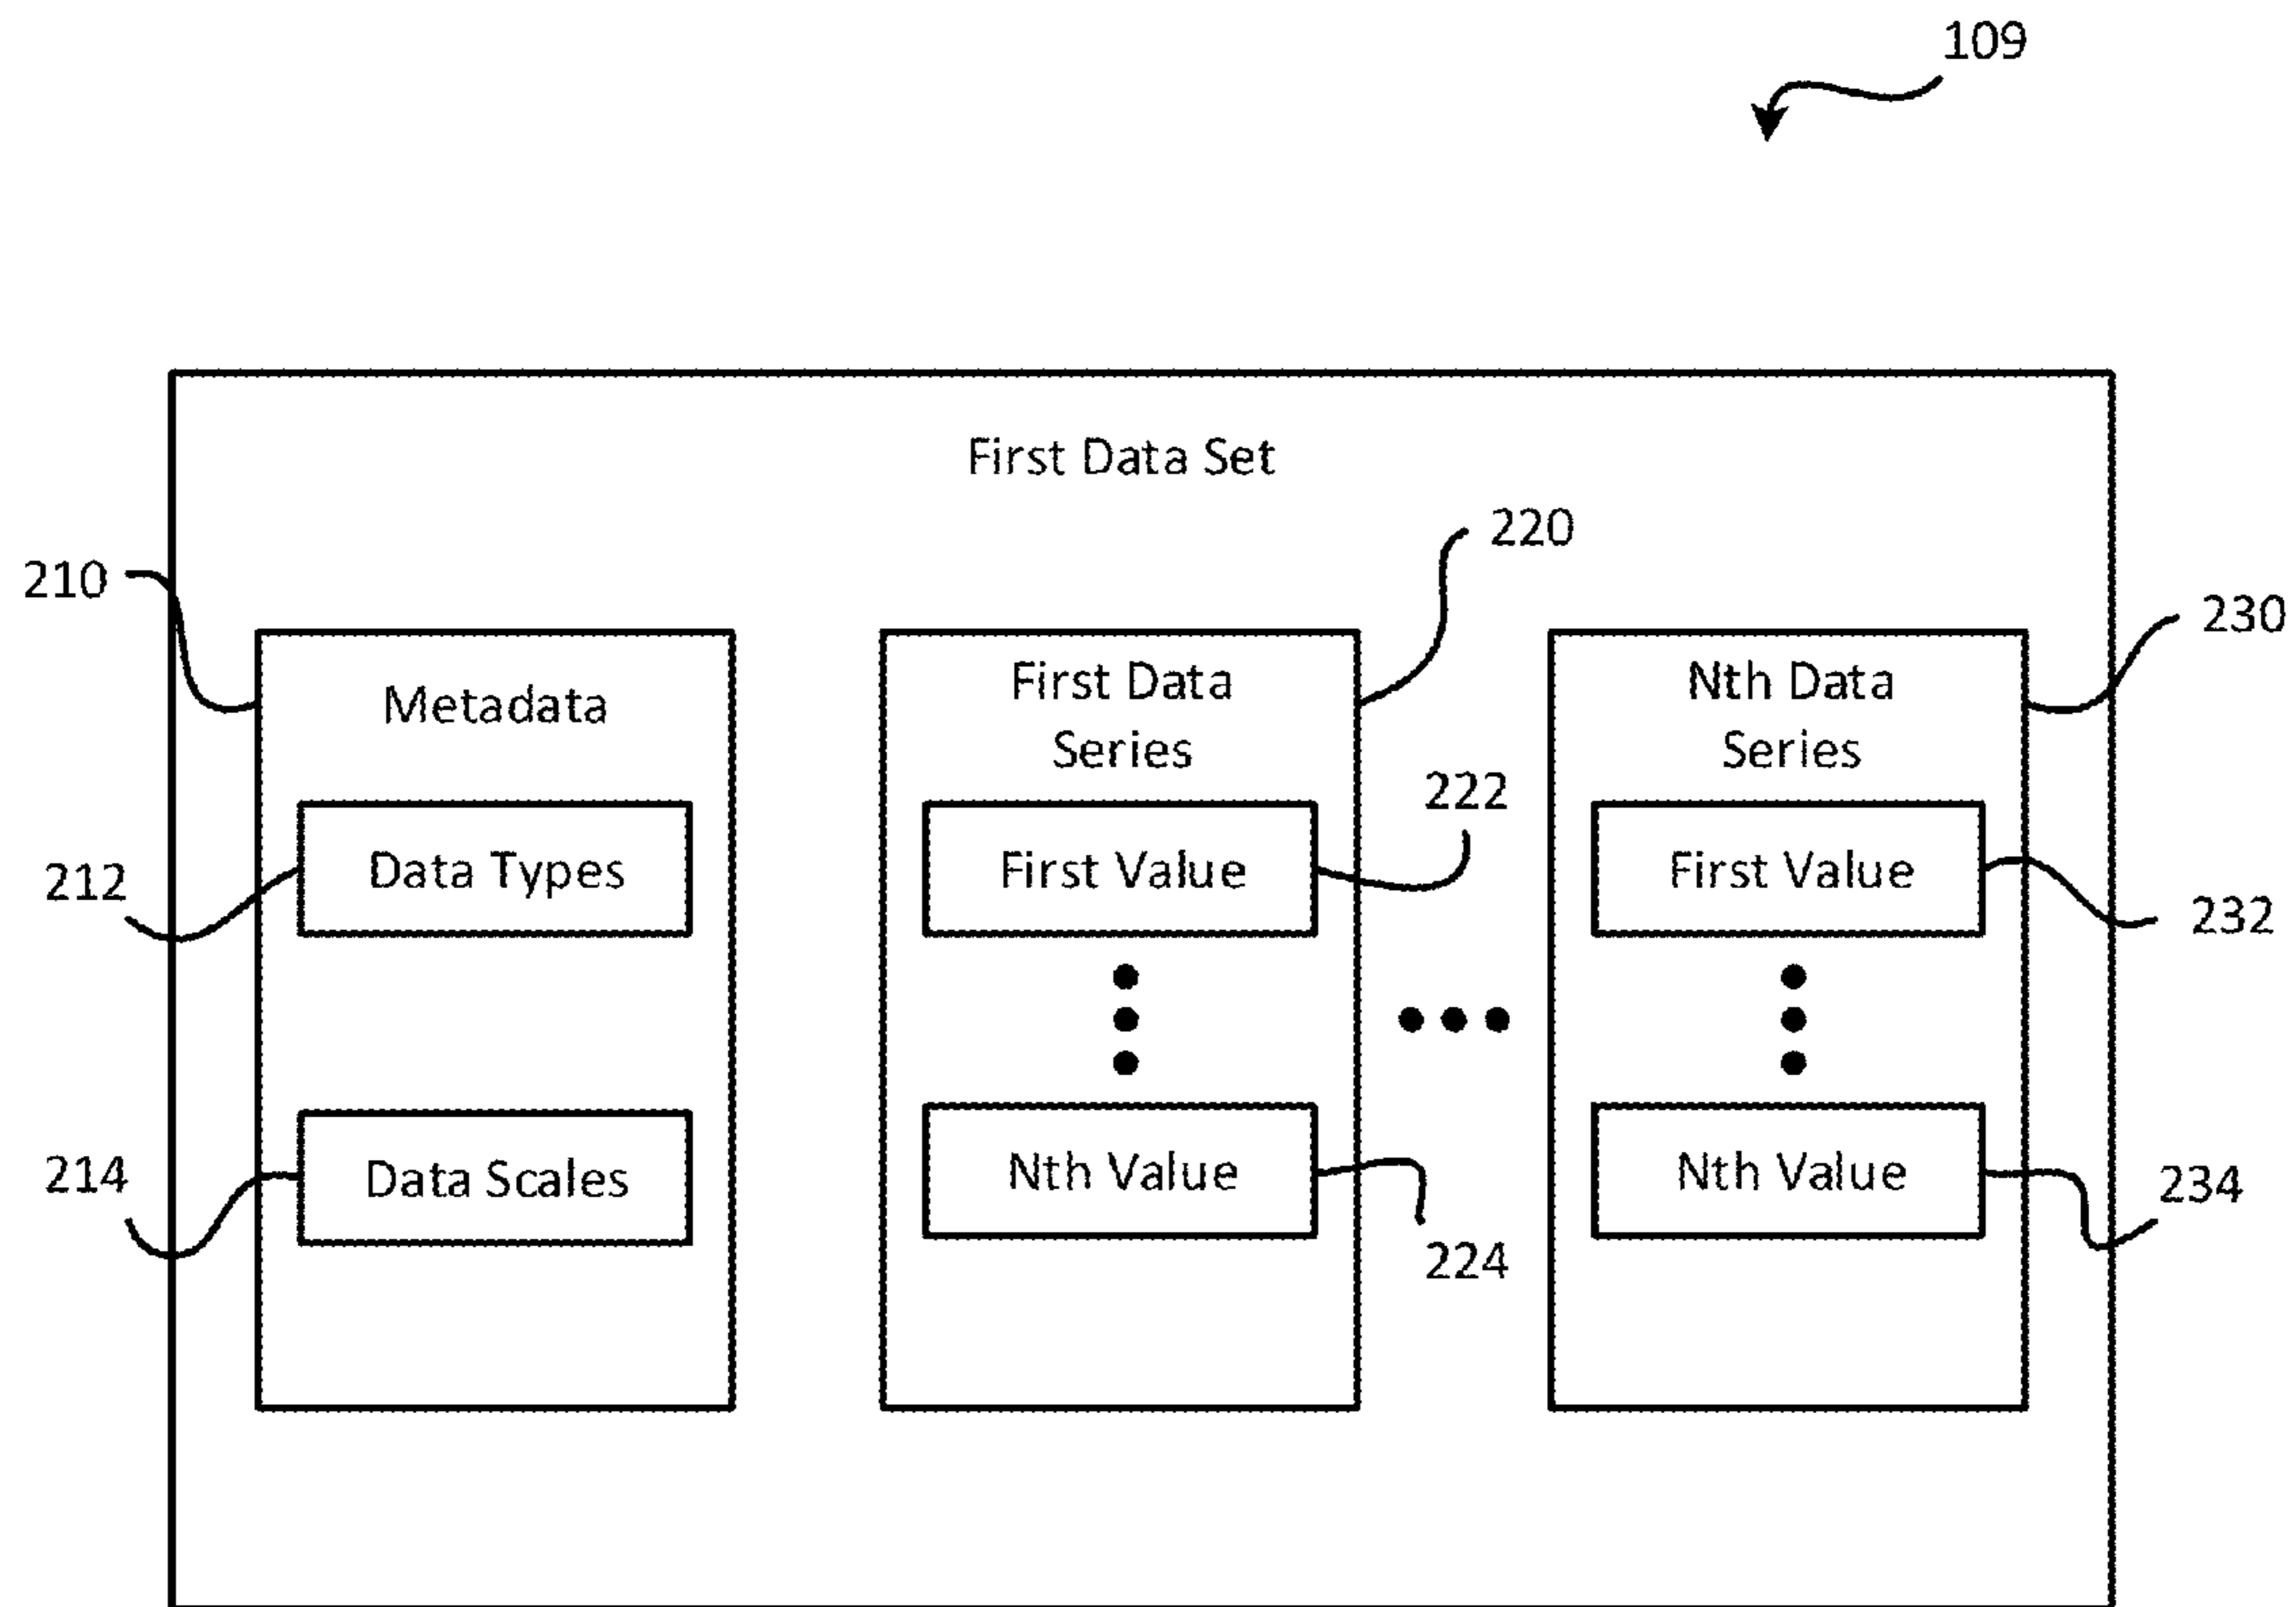 109
First Data Set
220
210
230
Metadata
First Data
Series
Nth Data
Series
222
Data Types
First Value
First Value
212
232
Data Scales
Nth Value
Nth Value
214
234
224